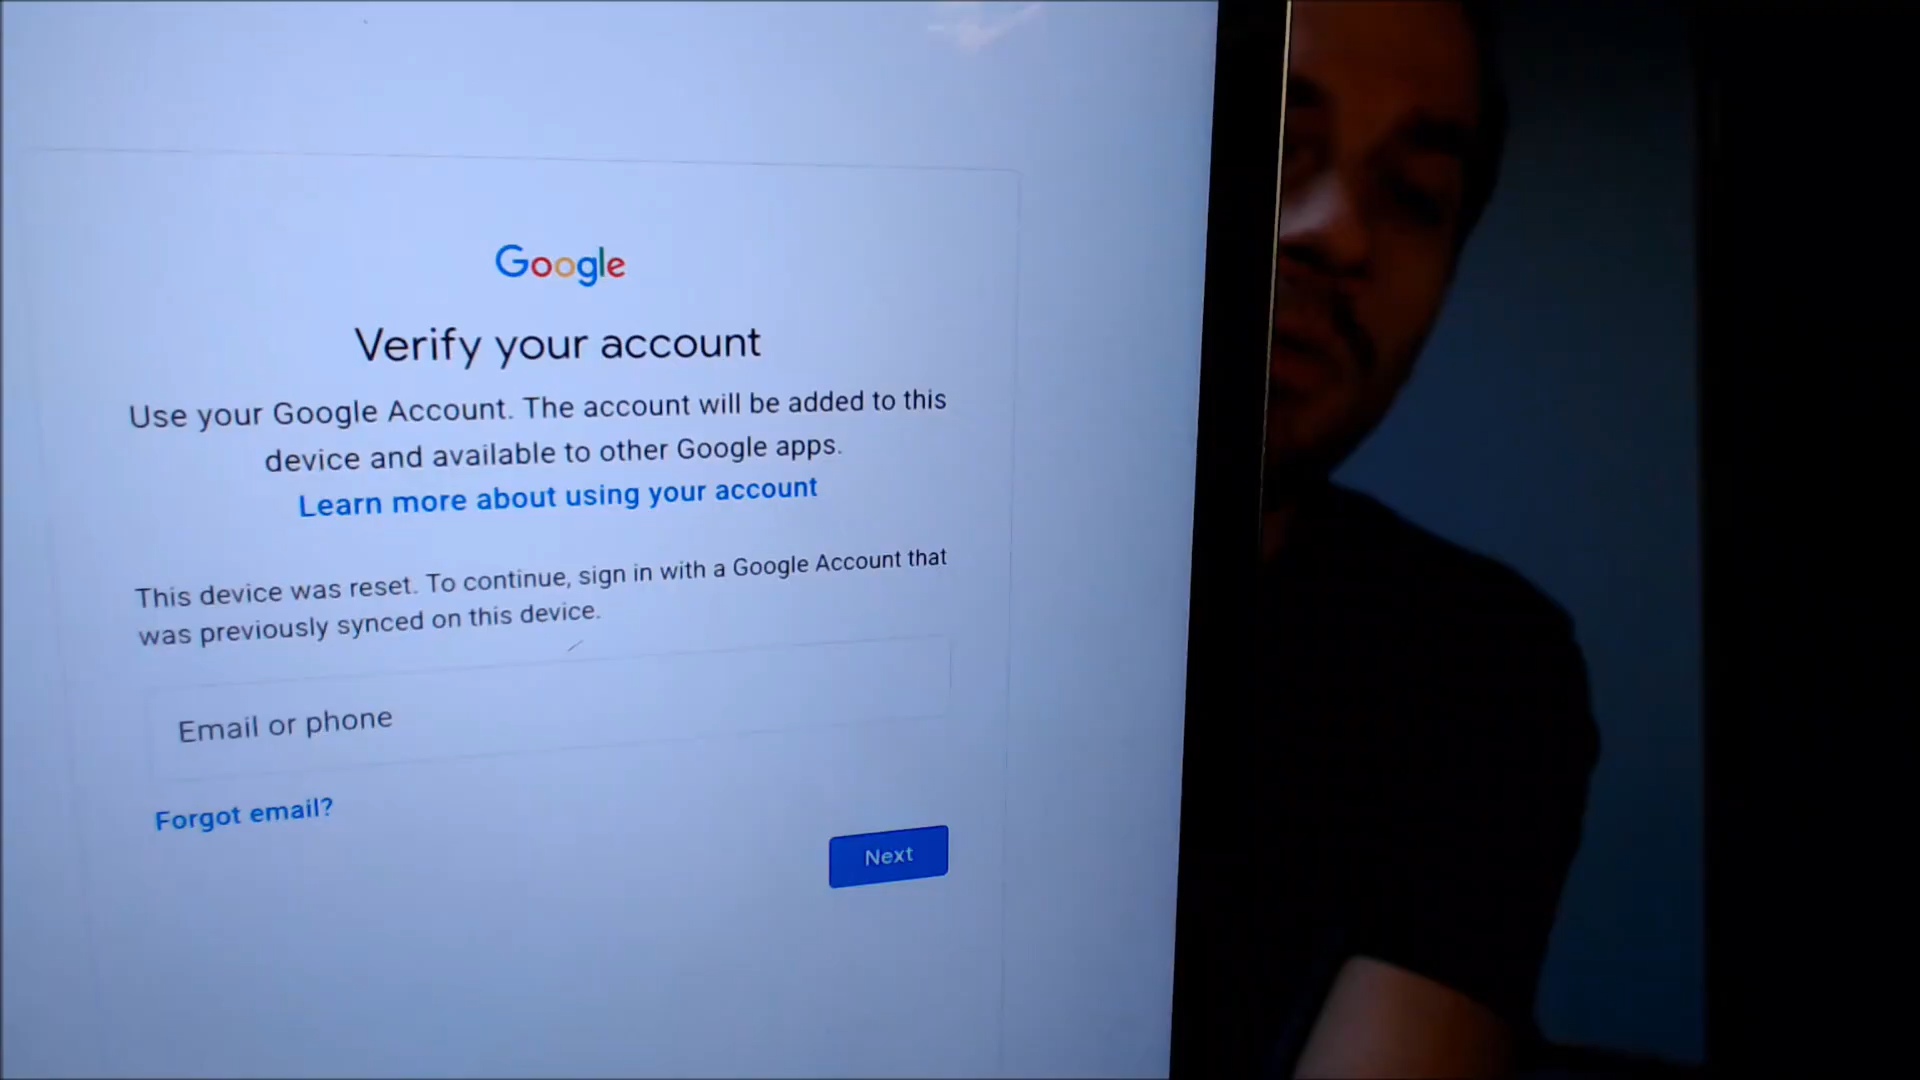 Google
Verify your account
Use your Google Account. The account will be added to this
device and available to other Google apps.
Learn more about using your account
This device was reset. To continue, sign in with a Google Account that
was previously synced on this device.
Email or phone
Forgot email?
Next